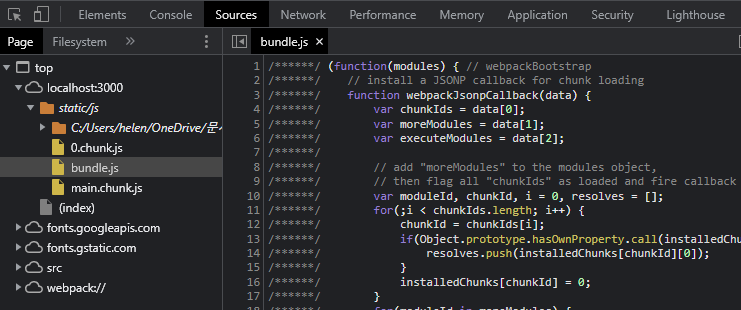 Elements Console Sources Network Performance Memory Application Security Lighthouse
Page Filesystem »
top
localhost:3000
static/js
C:/Users/helen/OneDrive/문
0.chunk.js
bundle.js
main.chunk.js
(index)
fonts.googleapis.com
fonts.gstatic.com
src
webpack://
bundle.js ×
1 /******/ (function(modules) { // webpackBootstrap
2 /******/ // install a JSONP callback for chunk loading
3 /******/ function webpackJsonpCallback(data) {
4 /******/ var chunkIds = data[0];
5 /******/ var moreModules = data[1];
6 /******/ var executeModules = data[2];
7 /******/
8 /******/ // add "moreModules" to the modules object,
9 /******/ // then flag all "chunkIds" as loaded and fire callback
10 /******/ var moduleId, chunkId, i = 0, resolves = [];
11 /******/ for(;i < chunkIds.length; i++) {
12 /******/ chunkId = chunkIds[i];
13 /******/ if(Object.prototype.hasOwnProperty.call(installedChu
14 /******/ resolves.push(installedChunks[chunkId][0]);
15 /******/ }
16 /******/ installedChunks[chunkId] = 0;
17 /******/ }
18 /******/ for(moduleId in moreModules) {